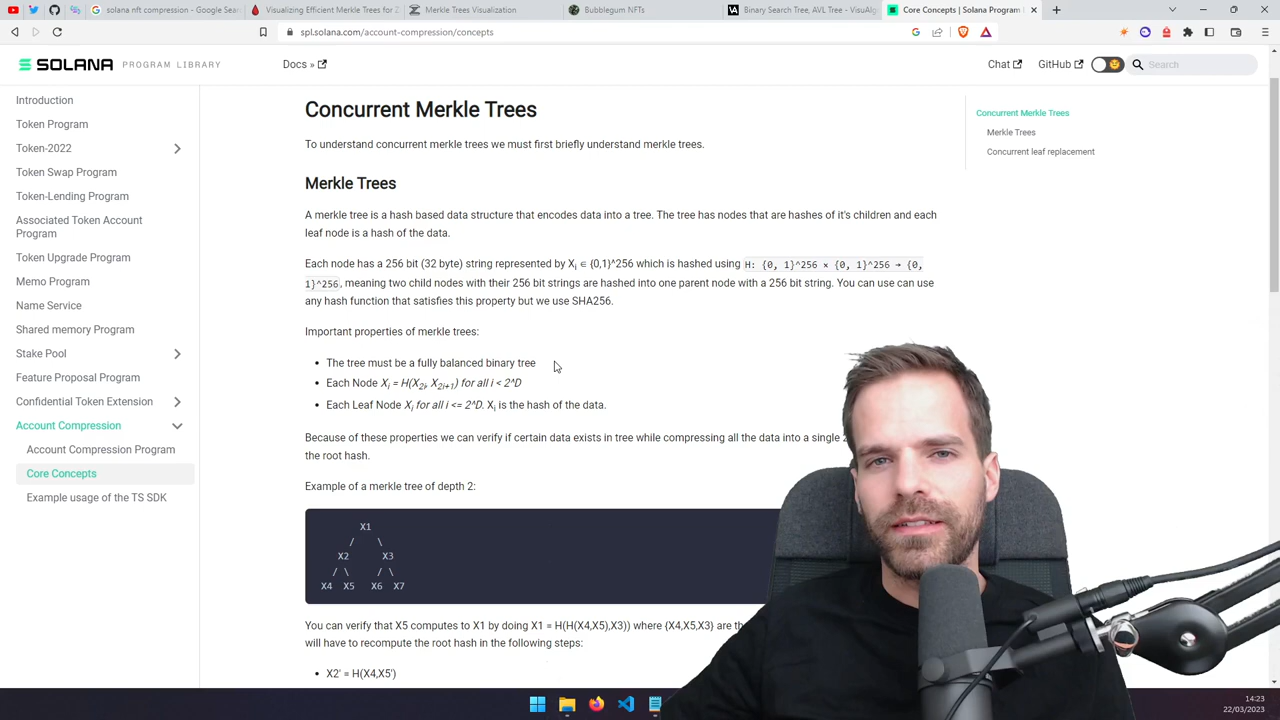 solana nft compression - Google Sear
Visualizing Efficient Merkle Trees for Z
Merkle Trees Visualization
Bubblegum NFTs
Binary Search Tree, AVL Tree - VisuAlg
Core Concepts | Solana Program L
spl.solana.com/account-compression/concepts
SOLANA PROGRAM LIBRARY
Docs »
Chat
GitHub
Search
Introduction
Token Program
Token-2022
Token Swap Program
Token-Lending Program
Associated Token Account
Program
Token Upgrade Program
Memo Program
Name Service
Shared memory Program
Stake Pool
Feature Proposal Program
Confidential Token Extension
Account Compression
Account Compression Program
Core Concepts
Example usage of the TS SDK
Concurrent Merkle Trees
To understand concurrent merkle trees we must first briefly understand merkle trees.
Merkle Trees
A merkle tree is a hash based data structure that encodes data into a tree. The tree has nodes that are hashes of it's children and each
leaf node is a hash of the data.
Each node has a 256 bit (32 byte) string represented by Xi ∈ {0,1}^256 which is hashed using H: {0, 1}^256 × {0, 1}^256 → {0,
1}^256, meaning two child nodes with their 256 bit strings are hashed into one parent node with a 256 bit string. You can use can use
any hash function that satisfies this property but we use SHA256.
Important properties of merkle trees:
• The tree must be a fully balanced binary tree
• Each Node Xi = H(X2i, X2i+1) for all i < 2^D
• Each Leaf Node Xi for all i <= 2^D. Xi is the hash of the data.
Because of these properties we can verify if certain data exists in tree while compressing all the data into a single 2
the root hash.
Example of a merkle tree of depth 2:
X1
/ \
X2 X3
/ \ / \
X4 X5 X6 X7
You can verify that X5 computes to X1 by doing X1 = H(H(X4,X5),X3)) where {X4,X5,X3} are the
will have to recompute the root hash in the following steps:
• X2' = H(X4,X5')
Concurrent Merkle Trees
Merkle Trees
Concurrent leaf replacement
14:23
22/03/2023